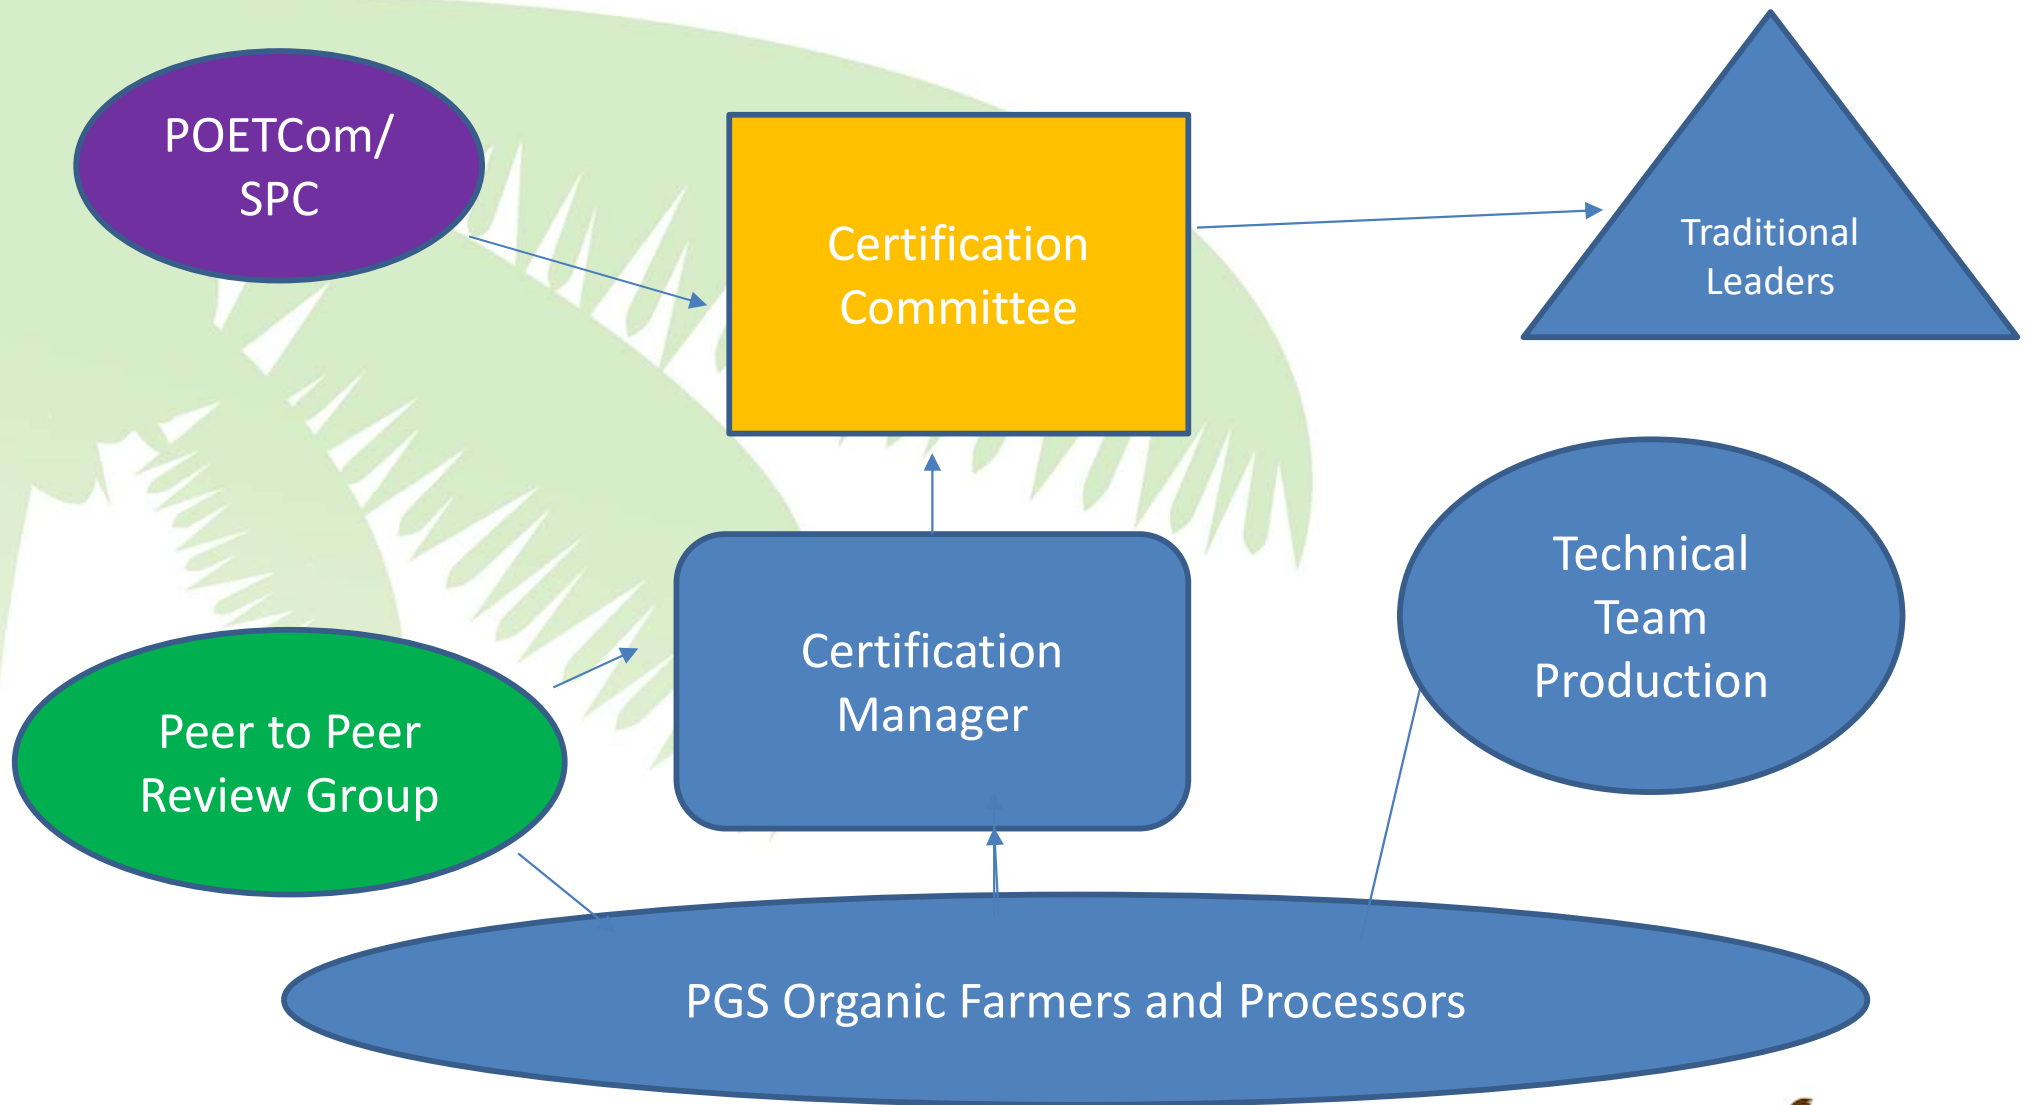 POETCom/
SPC
Certification
Committee
Traditional
Leaders
Technical
Team
Production
Certification
Manager
Peer to Peer
Review Group
PGS Organic Farmers and Processors